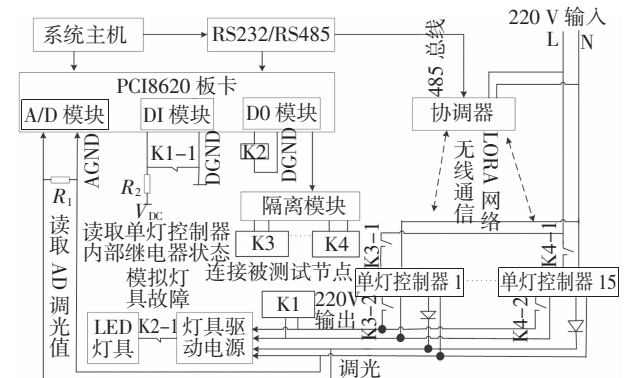 系统主机
RS232/RS485
485 总线
220 V 输入
L
N
PCI8620 板卡
A/D 模块
DI 模块
D0 模块
协调器
AGND
K1-1
DGND
K2
DGND
R1
R2
VDC
无线通信
LORA 网络
隔离模块
读取单灯控制器
内部继电器状态
K3
K4
K3-1
K4-1
连接被测试节点
读取 AD 调光值
模拟灯
具故障
单灯控制器 1
单灯控制器 15
K1
220V
输出
K3-2
K4-2
LED
灯具
K2-1
灯具驱
动电源
调光